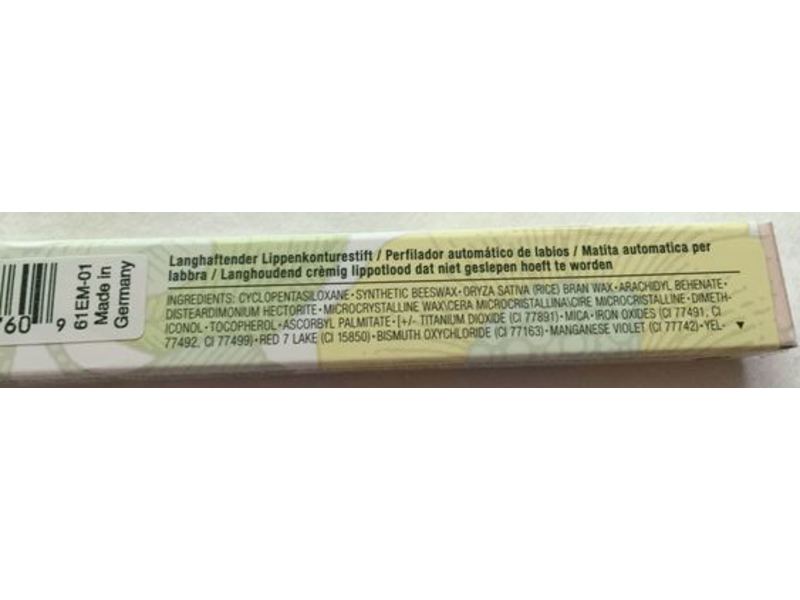 Langhaftender Lippenkonturestift / Perfilador automático de labios / Matita automatica per
labbra / Langhoudend crèmig lippotlood dat niet geslepen hoeft te worden
INGREDIENTS: CYCLOPENTASILOXANE • SYNTHETIC BEESWAX • ORYZA SATIVA (RICE) BRAN WAX • ARACHIDYL BEHENATE •
DISTEARDIMONIUM HECTORITE • MICROCRYSTALLINE WAX\CERA MICROCRISTALLINA\CIRE MICROCRISTALLINE • DIMETH-
ICONOL • TOCOPHEROL • ASCORBYL PALMITATE • [+/- TITANIUM DIOXIDE (CI 77891) • MICA • IRON OXIDES (CI 77491, CI
77492, CI 77499) • RED 7 LAKE (CI 15850) • BISMUTH OXYCHLORIDE (CI 77163) • MANGANESE VIOLET (CI 77742) • YEL- ▼
760 9
61EM-01
Made in
Germany